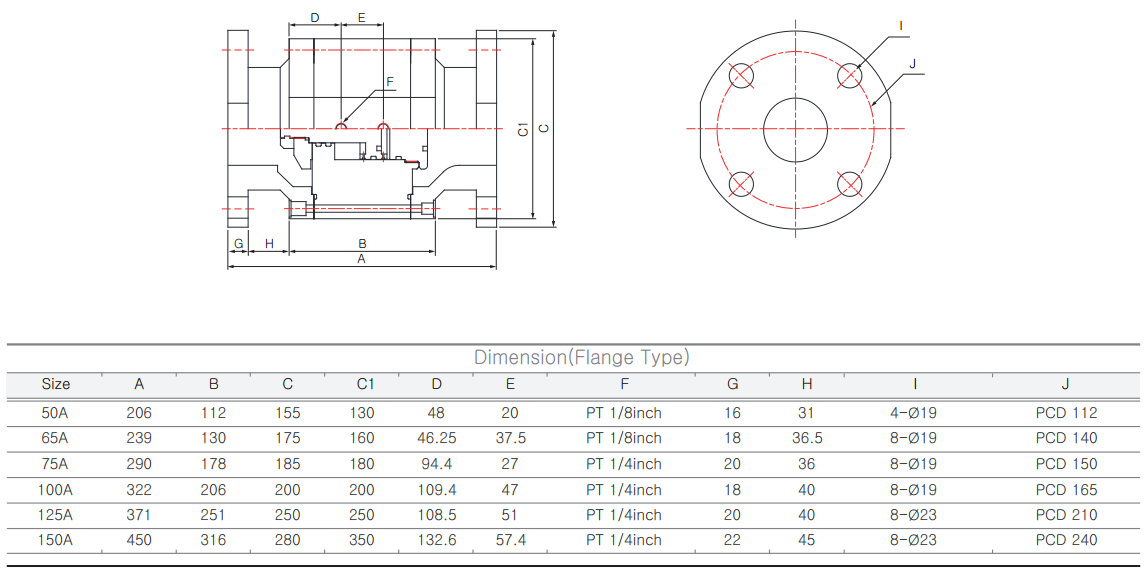 D E
I
J
F
C1
C
G H B
A
Dimension(Flange Type)
Size A B C C1 D E F G H I J
50A 206 112 155 130 48 20 PT 1/8inch 16 31 4-Ø19 PCD 112
65A 239 130 175 160 46.25 37.5 PT 1/8inch 18 36.5 8-Ø19 PCD 140
75A 290 178 185 180 94.4 27 PT 1/4inch 20 36 8-Ø19 PCD 150
100A 322 206 200 200 109.4 47 PT 1/4inch 18 40 8-Ø19 PCD 165
125A 371 251 250 250 108.5 51 PT 1/4inch 20 40 8-Ø23 PCD 210
150A 450 316 280 350 132.6 57.4 PT 1/4inch 22 45 8-Ø23 PCD 240